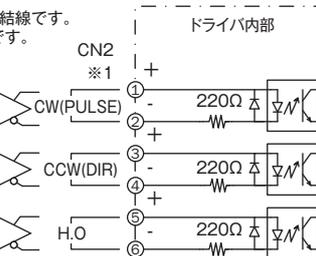 結線です。
です。
ドライバ内部
CN2
※1
+
①
CW(PULSE)
-
220Ω
②
+
③
CCW(DIR)
-
220Ω
④
+
⑤
H.O
-
220Ω
⑥